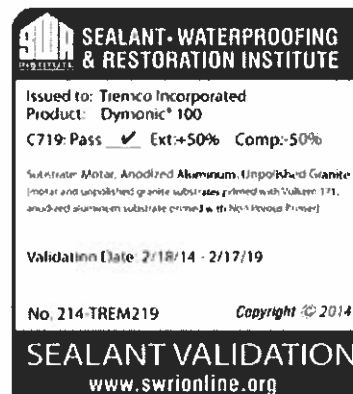 SWR
INSTITUTE
SEALANT • WATERPROOFING
& RESTORATION INSTITUTE
Issued to: Tremco Incorporated
Product: Dymonic® 100
C719: Pass ✓ Ext:+50% Comp:-50%
Substrate: Motar, Anodized Aluminum, Unpolished Granite
[motar and unpolished granite substrates primed with Vulkem 171,
anodized aluminum substrate primed with Non Porous Primer]
Validation Date: 2/18/14 - 2/17/19
No. 214-TREM219 Copyright © 2014
SEALANT VALIDATION
www.swrionline.org